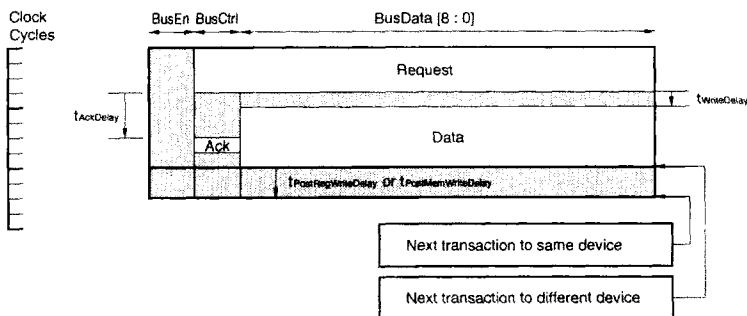 Clock
Cycles
BusEn
BusCtrl
BusData [8 : 0]
Request
tAckDelay
tWriteDelay
Ack
Data
tPostRegWriteDelay or tPostMemWriteDelay
Next transaction to same device
Next transaction to different device